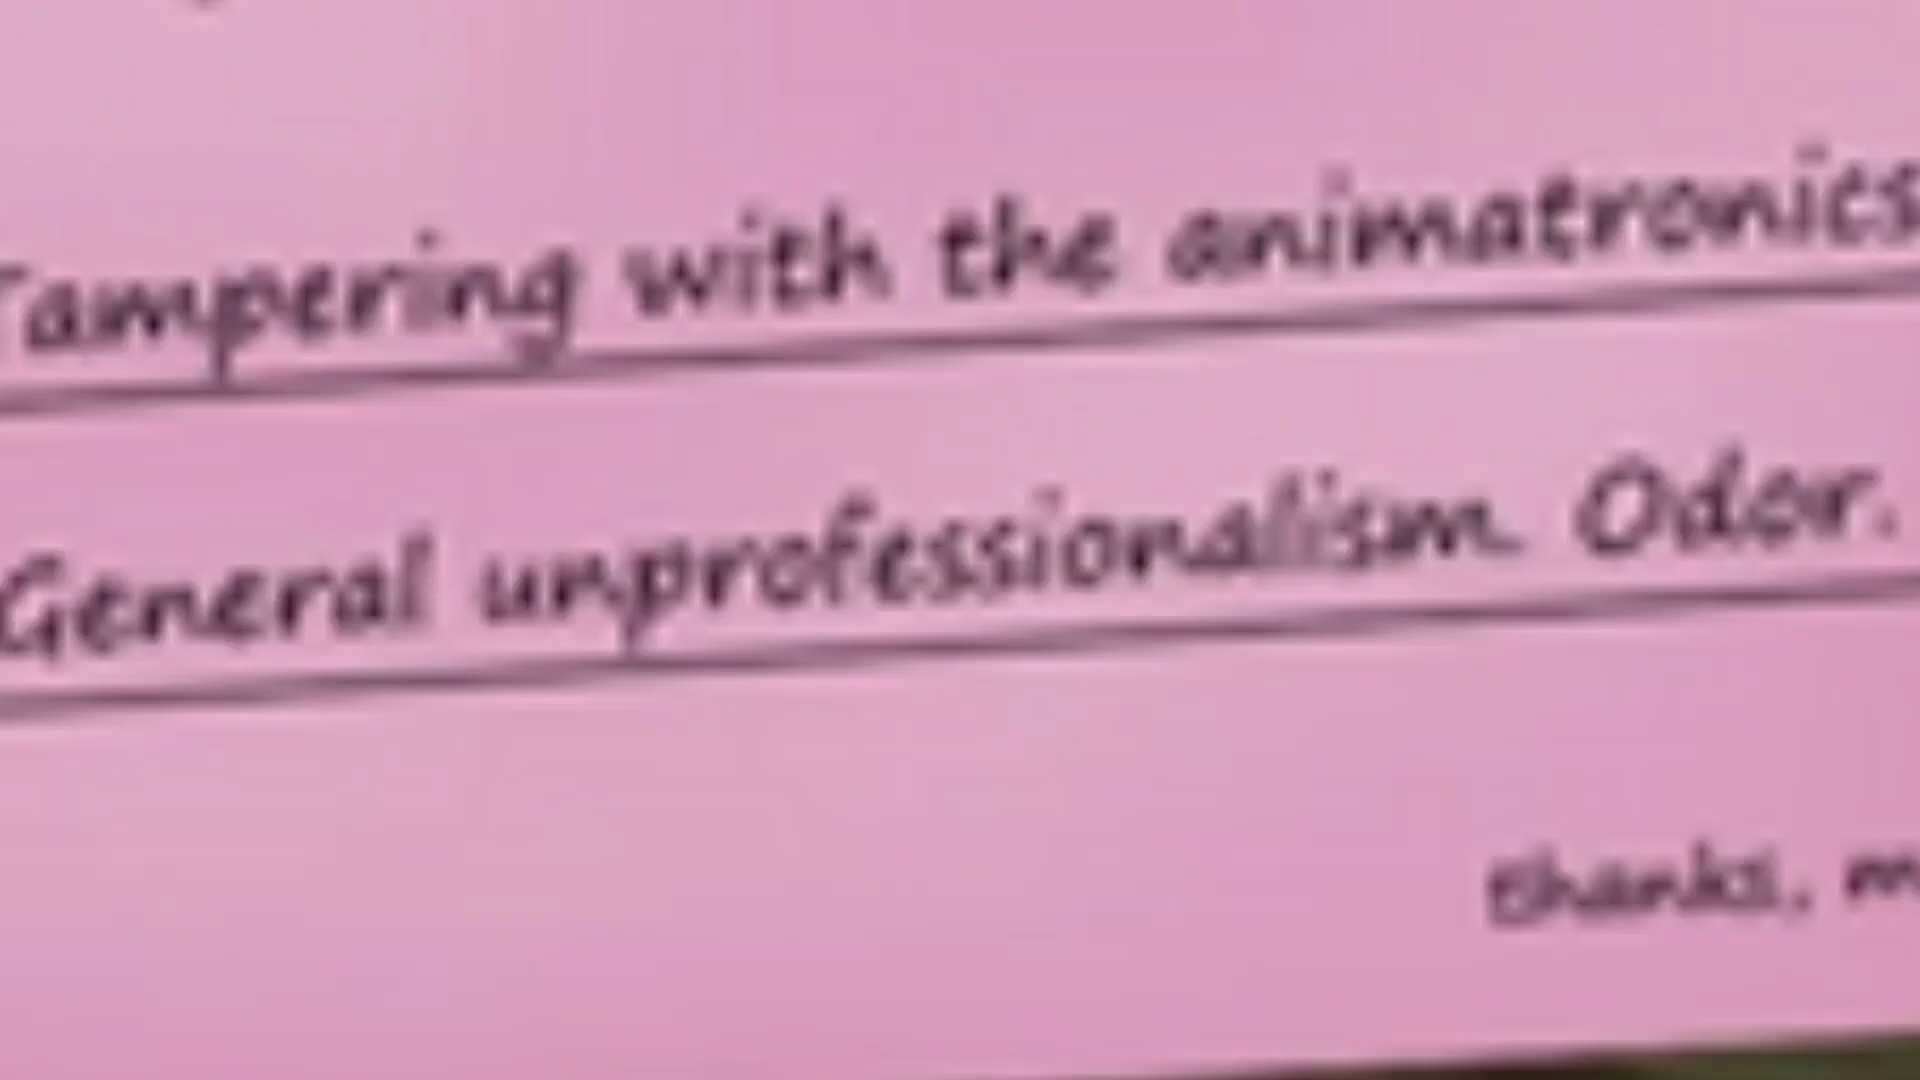 Tampering with the animatronics
General unprofessionalism. Odor.
thanks, m